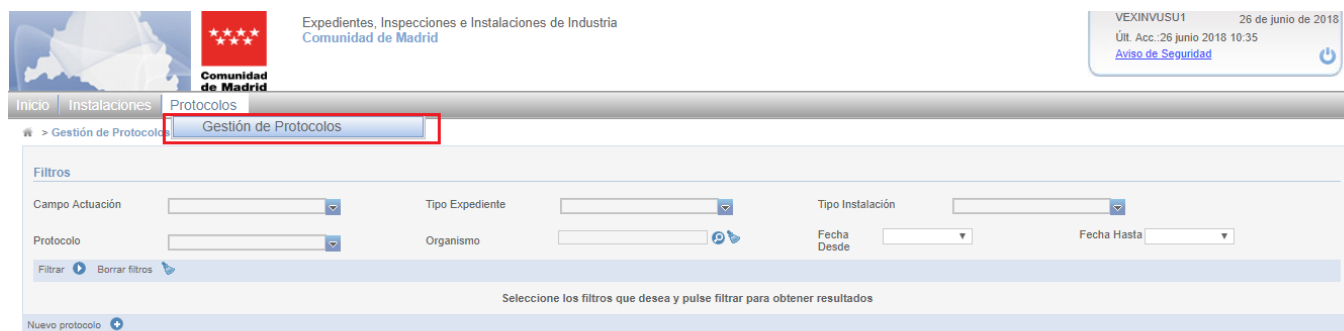 Expedientes, Inspecciones e Instalaciones de Industria
Comunidad de Madrid
Comunidad
de Madrid
VEXINVUSU1 26 de junio de 2018
Últ. Acc.:26 junio 2018 10:35
Aviso de Seguridad
Inicio Instalaciones Protocolos
> Gestión de Protocolos
Gestión de Protocolos
Filtros
Campo Actuación Tipo Expediente Tipo Instalación
Protocolo Organismo Fecha Desde Fecha Hasta
Filtrar Borrar filtros
Seleccione los filtros que desea y pulse filtrar para obtener resultados
Nuevo protocolo